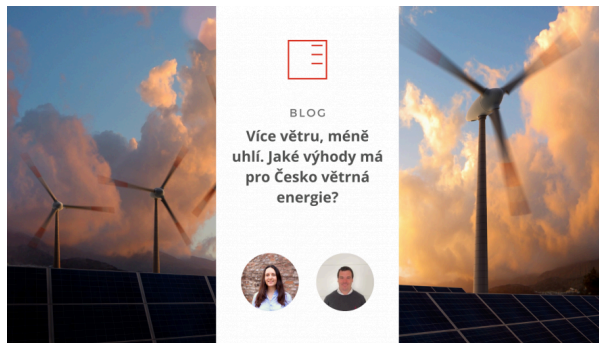 BLOG
Více větru, méně
uhlí. Jaké výhody má
pro Česko větrná
energie?